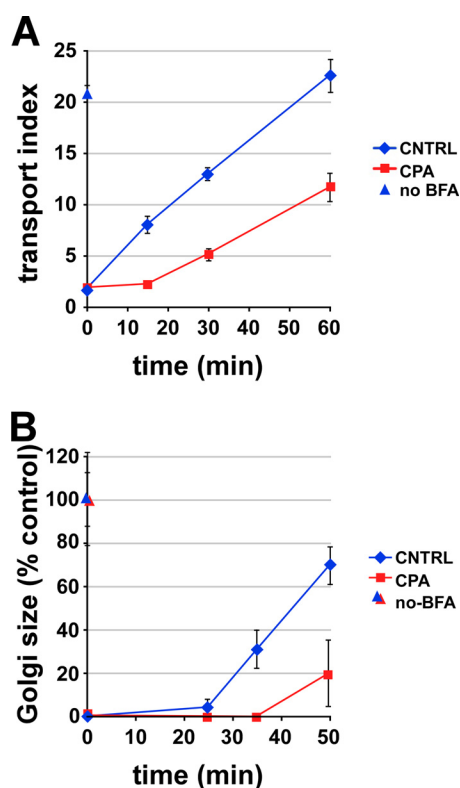 A
transport index
25
20
15
10
5
0
0 10 20 30 40 50 60
time (min)
CNTRL
CPA
no BFA
B
Golgi size (% control)
120
100
80
60
40
20
0
0 10 20 30 40 50
time (min)
CNTRL
CPA
no-BFA